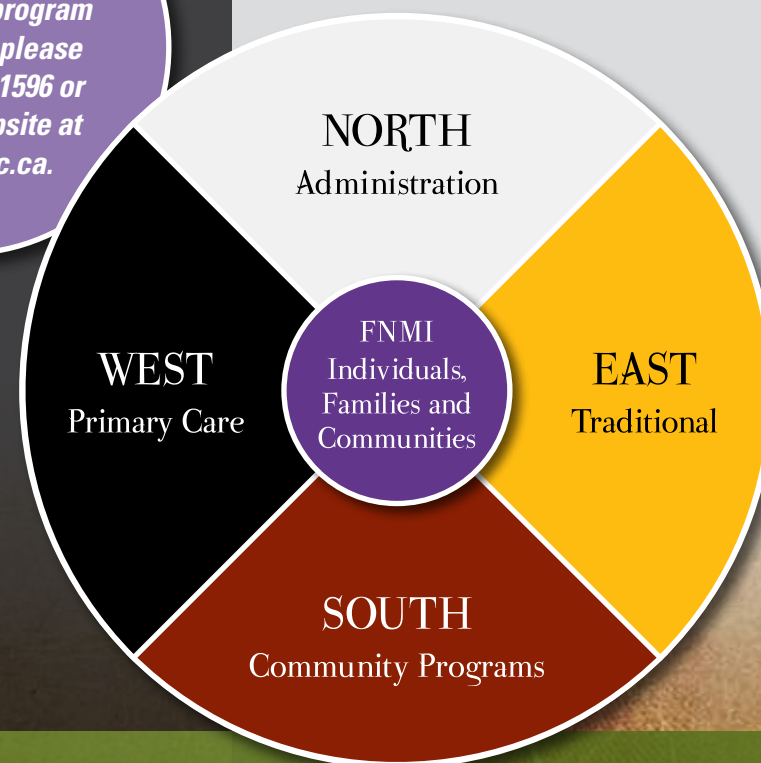 program
please
1596 or
site at
c.ca.
NORTH
Administration
WEST
Primary Care
FNMI
Individuals,
Families and
Communities
EAST
Traditional
SOUTH
Community Programs